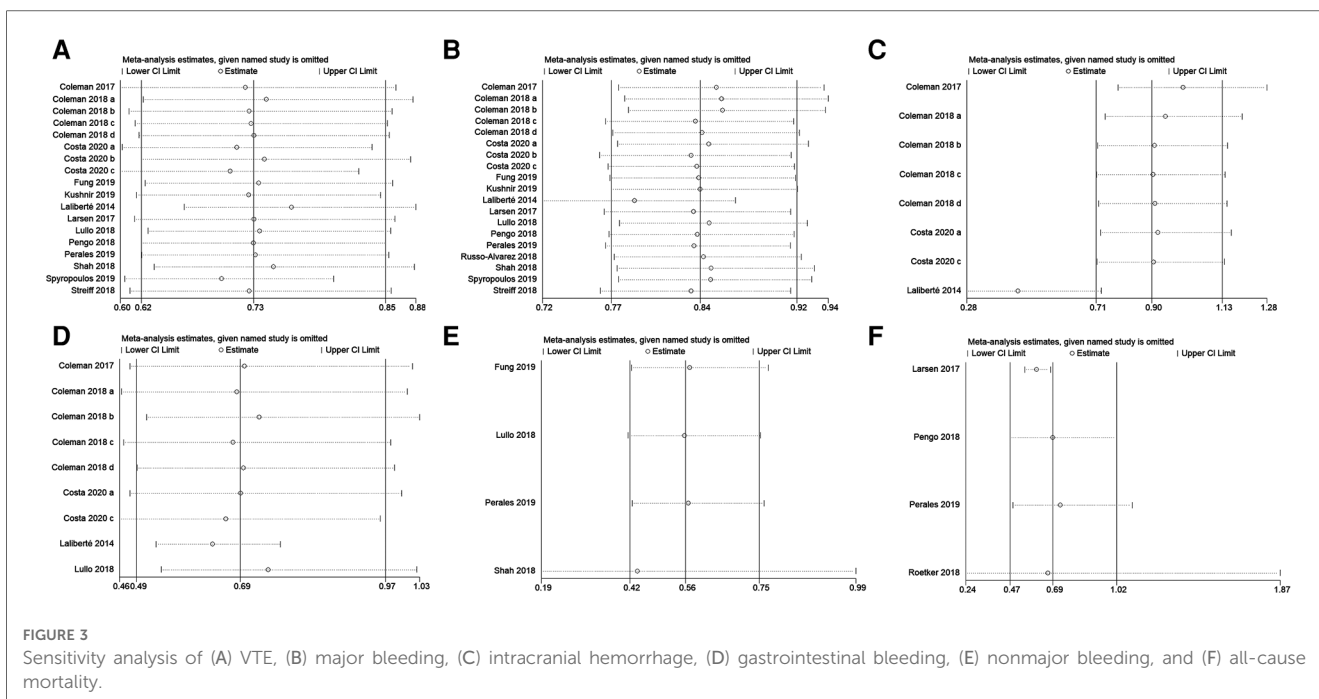 A
Meta-analysis estimates, given named study is omitted
Lower CI Limit Estimate Upper CI Limit
Coleman 2017
Coleman 2018 a
Coleman 2018 b
Coleman 2018 c
Coleman 2018 d
Costa 2020 a
Costa 2020 b
Costa 2020 c
Fung 2019
Kushnir 2019
Laliberté 2014
Larsen 2017
Lullo 2018
Pengo 2018
Perales 2019
Shah 2018
Spyropoulos 2019
Streiff 2018
0.60 0.62 0.73 0.85 0.88
B
Meta-analysis estimates, given named study is omitted
Lower CI Limit Estimate Upper CI Limit
Coleman 2017
Coleman 2018 a
Coleman 2018 b
Coleman 2018 c
Coleman 2018 d
Costa 2020 a
Costa 2020 b
Costa 2020 c
Fung 2019
Kushnir 2019
Laliberté 2014
Larsen 2017
Lullo 2018
Pengo 2018
Perales 2019
Russo-Alvarez 2018
Shah 2018
Spyropoulos 2019
Streiff 2018
0.72 0.77 0.84 0.92 0.94
C
Meta-analysis estimates, given named study is omitted
Lower CI Limit Estimate Upper CI Limit
Coleman 2017
Coleman 2018 a
Coleman 2018 b
Coleman 2018 c
Coleman 2018 d
Costa 2020 a
Costa 2020 c
Laliberté 2014
0.28 0.71 0.90 1.13 1.28
D
Meta-analysis estimates, given named study is omitted
Lower CI Limit Estimate Upper CI Limit
Coleman 2017
Coleman 2018 a
Coleman 2018 b
Coleman 2018 c
Coleman 2018 d
Costa 2020 a
Costa 2020 c
Laliberté 2014
Lullo 2018
0.46 0.49 0.69 0.97 1.03
E
Meta-analysis estimates, given named study is omitted
Lower CI Limit Estimate Upper CI Limit
Fung 2019
Lullo 2018
Perales 2019
Shah 2018
0.19 0.42 0.56 0.75 0.99
F
Meta-analysis estimates, given named study is omitted
Lower CI Limit Estimate Upper CI Limit
Larsen 2017
Pengo 2018
Perales 2019
Roetker 2018
0.24 0.47 0.69 1.02 1.87
FIGURE 3
Sensitivity analysis of (A) VTE, (B) major bleeding, (C) intracranial hemorrhage, (D) gastrointestinal bleeding, (E) nonmajor bleeding, and (F) all-cause
mortality.